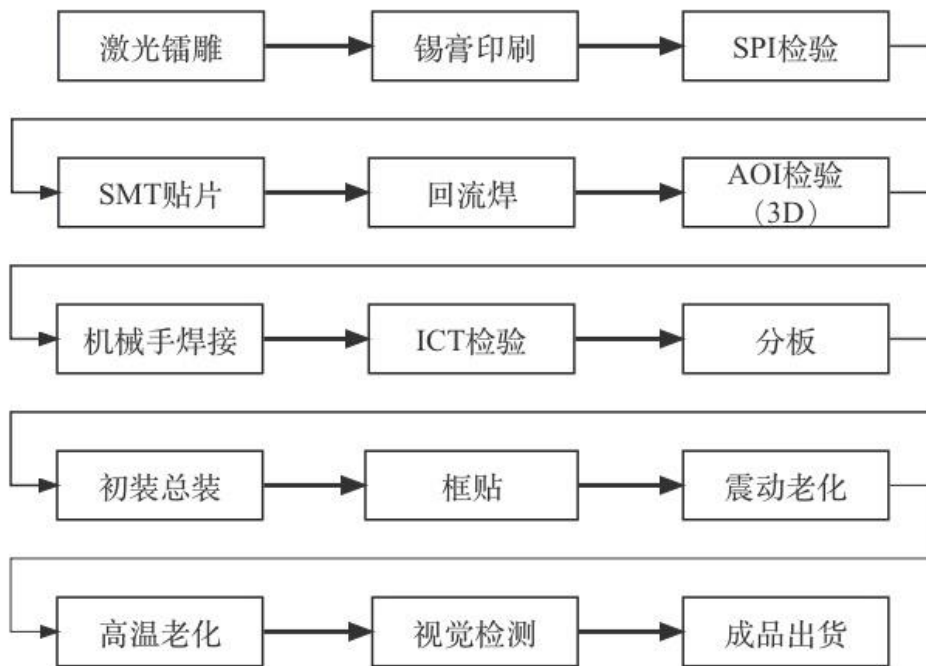 激光镭雕
锡膏印刷
SPI检验
SMT贴片
回流焊
AOI检验
（3D）
机械手焊接
ICT检验
分板
初装总装
框贴
震动老化
高温老化
视觉检测
成品出货